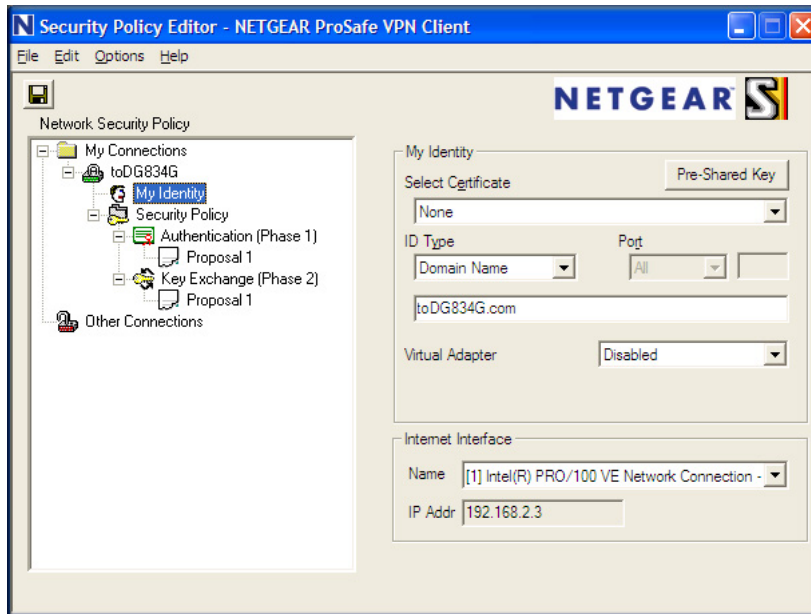 Security Policy Editor - NETGEAR ProSafe VPN Client
File Edit Options Help
NETGEAR
Network Security Policy
My Connections
toDG834G
My Identity
Security Policy
Authentication (Phase 1)
Proposal 1
Key Exchange (Phase 2)
Proposal 1
Other Connections
My Identity
Select Certificate
Pre-Shared Key
None
ID Type
Port
Domain Name
All
toDG834G.com
Virtual Adapter
Disabled
Internet Interface
Name
[1] Intel(R) PRO/100 VE Network Connection -
IP Addr
192.168.2.3